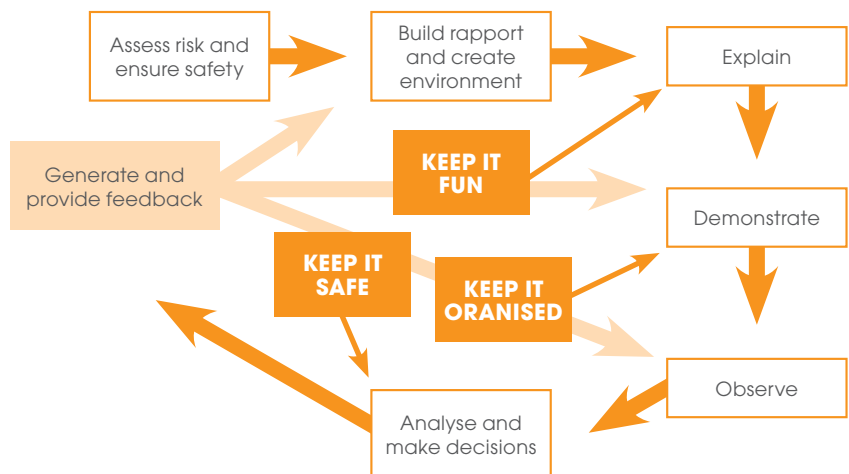 Assess risk and
ensure safety
Build rapport
and create
environment
Explain
Generate and
provide feedback
KEEP IT
FUN
Demonstrate
KEEP IT
SAFE
KEEP IT
ORANISED
Observe
Analyse and
make decisions